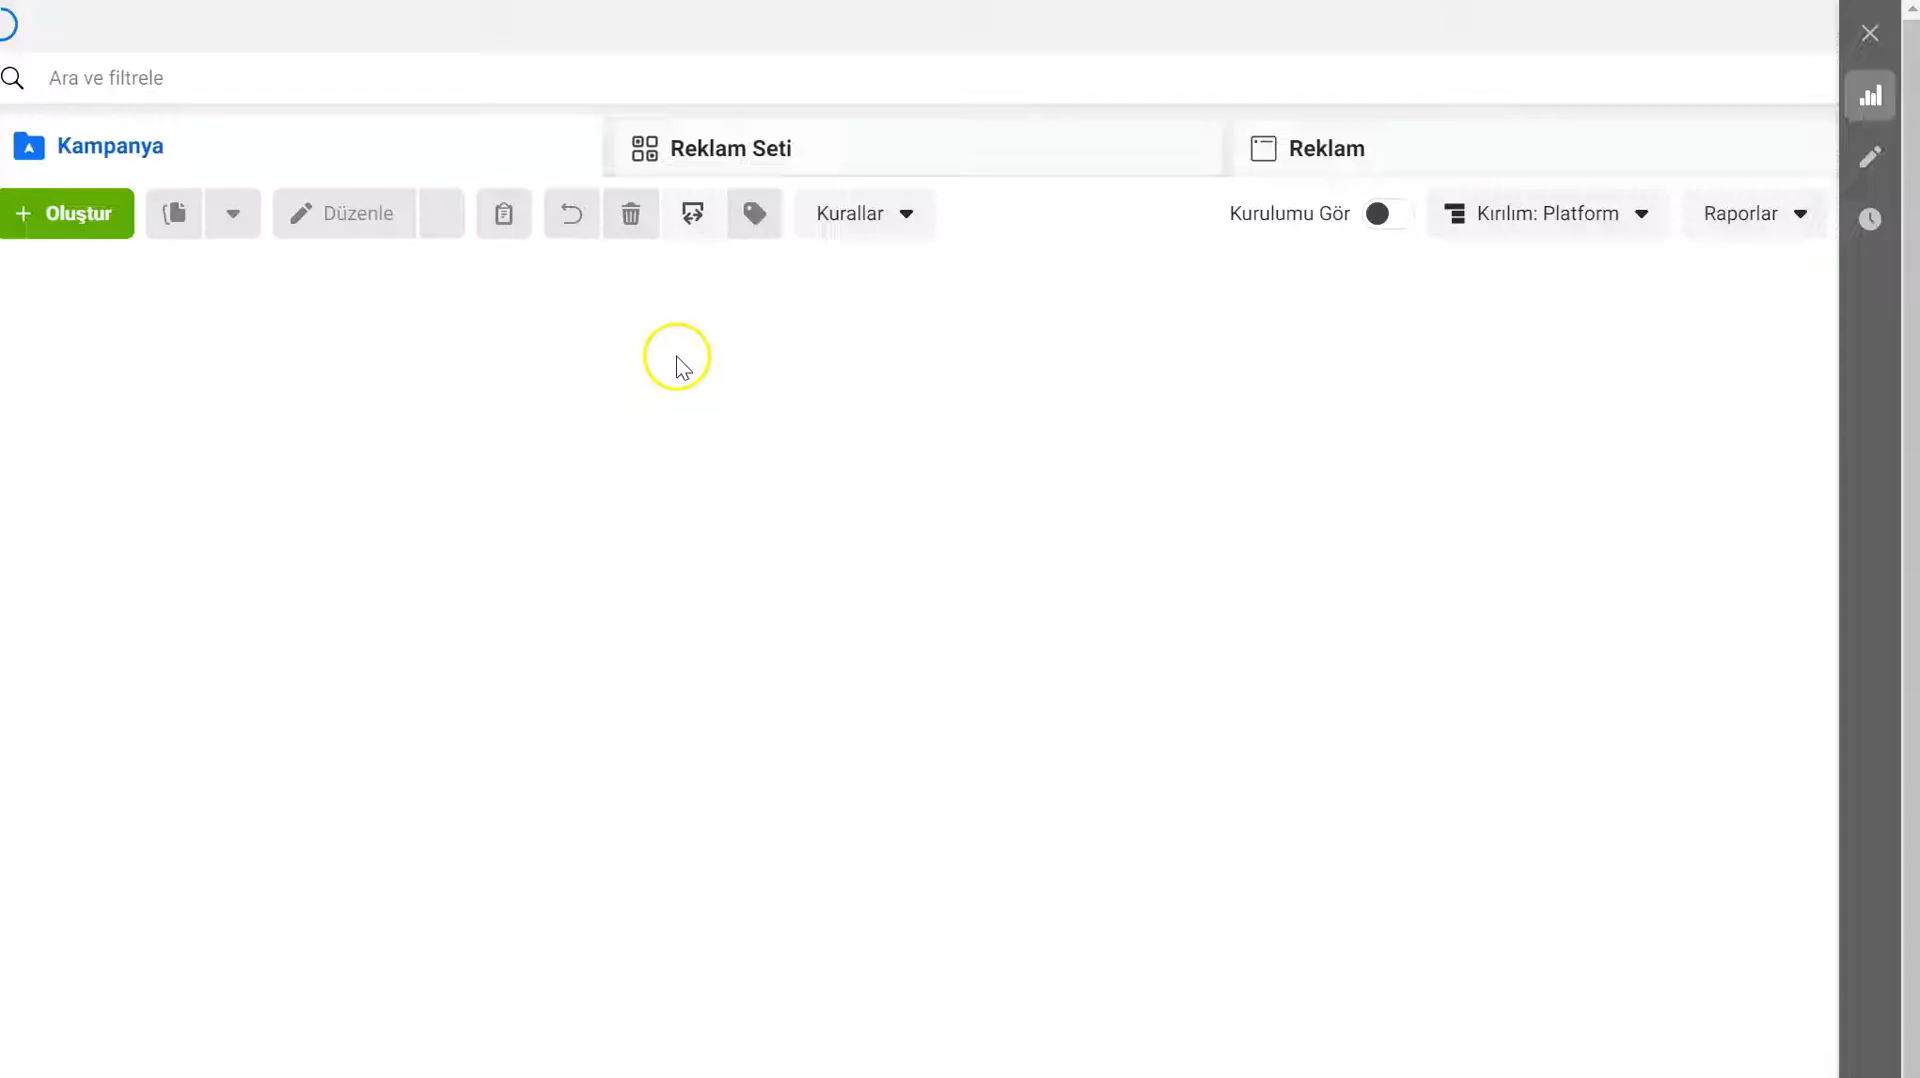 Ara ve filtrele
Kampanya
Reklam Seti
Reklam
+ Oluştur
Düzenle
Kurallar
Kurulumu Gör
Kırılım: Platform
Raporlar